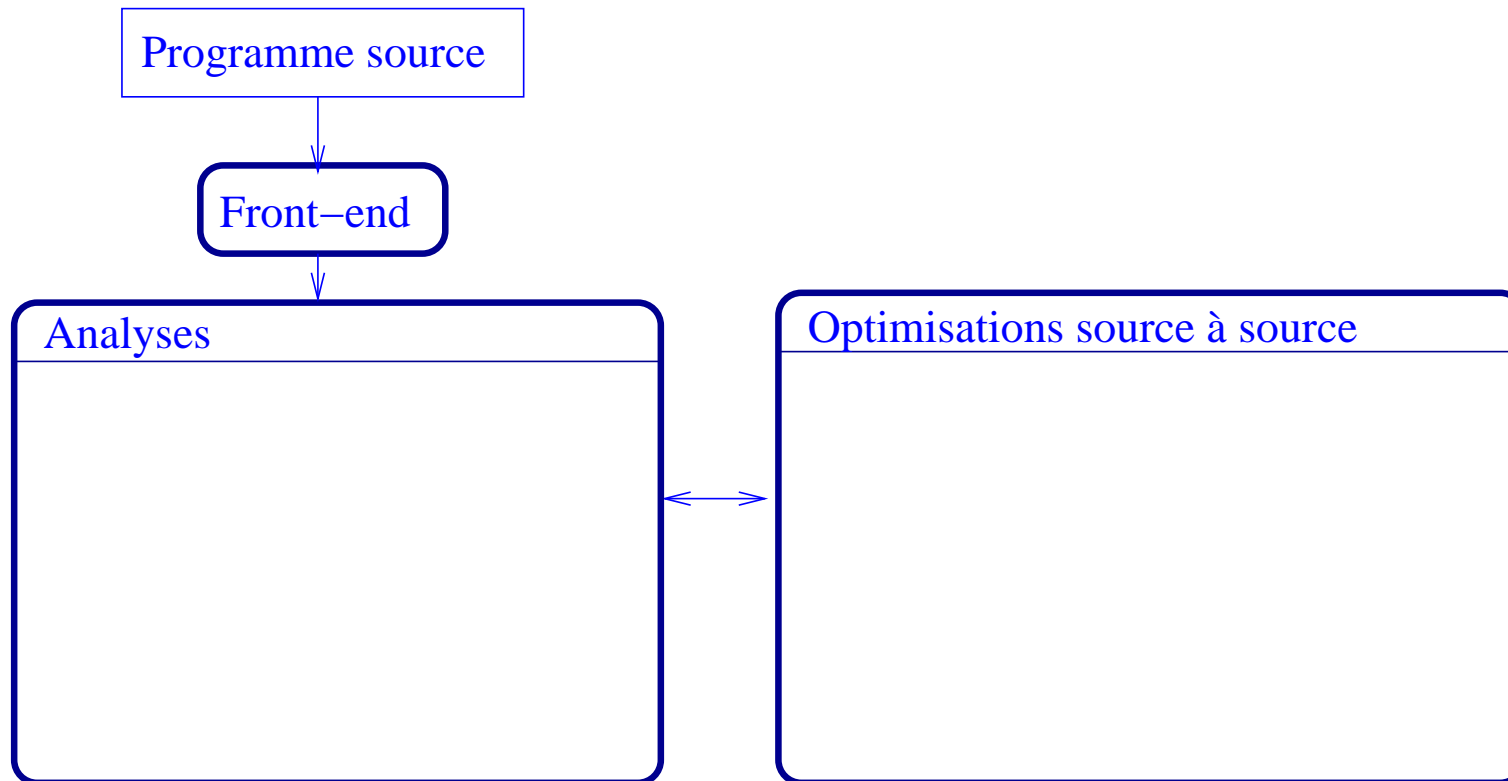 Programme source
Front−end
Analyses
Optimisations source à source